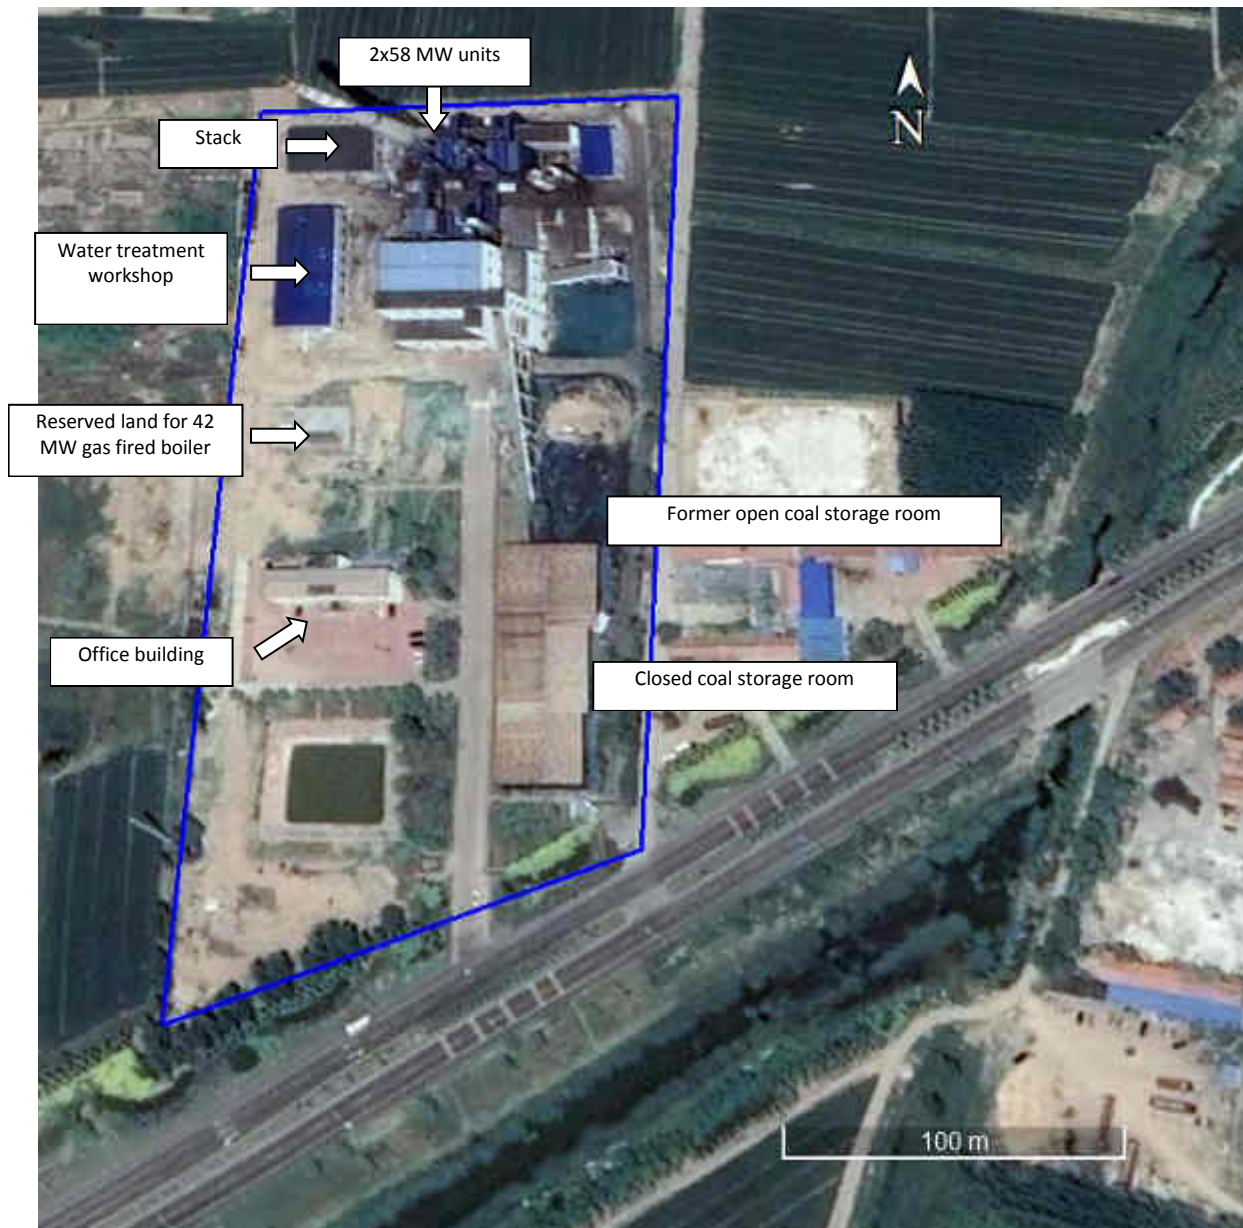 2x58 MW units
N
Stack
Water treatment
workshop
Reserved land for 42
MW gas fired boiler
Former open coal storage room
Office building
Closed coal storage room
100 m